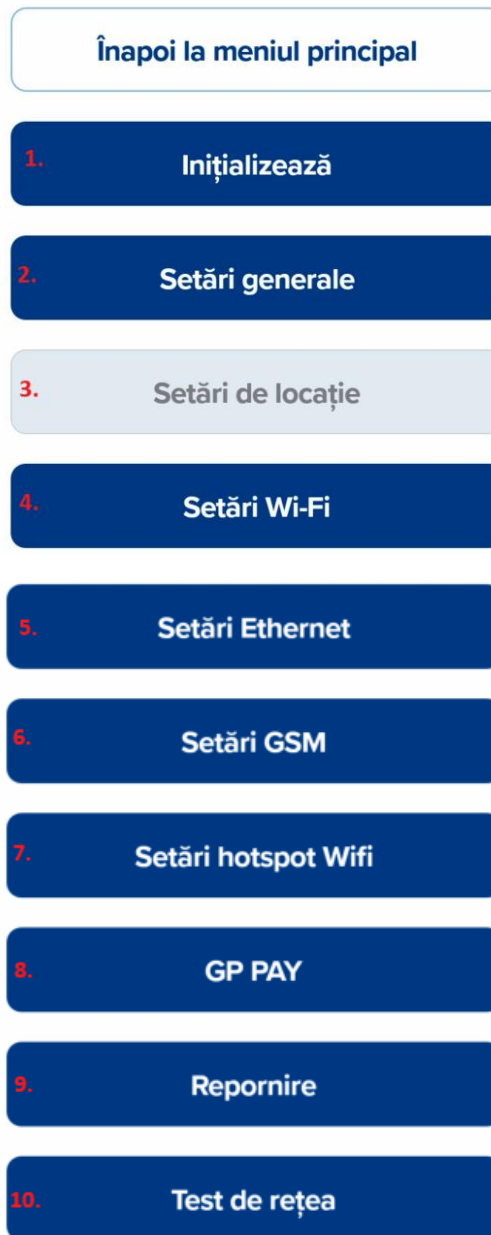 Înapoi la meniul principal
1. Inițializează
2. Setări generale
3. Setări de locație
4. Setări Wi-Fi
5. Setări Ethernet
6. Setări GSM
7. Setări hotspot Wifi
8. GP PAY
9. Repornire
10. Test de rețea